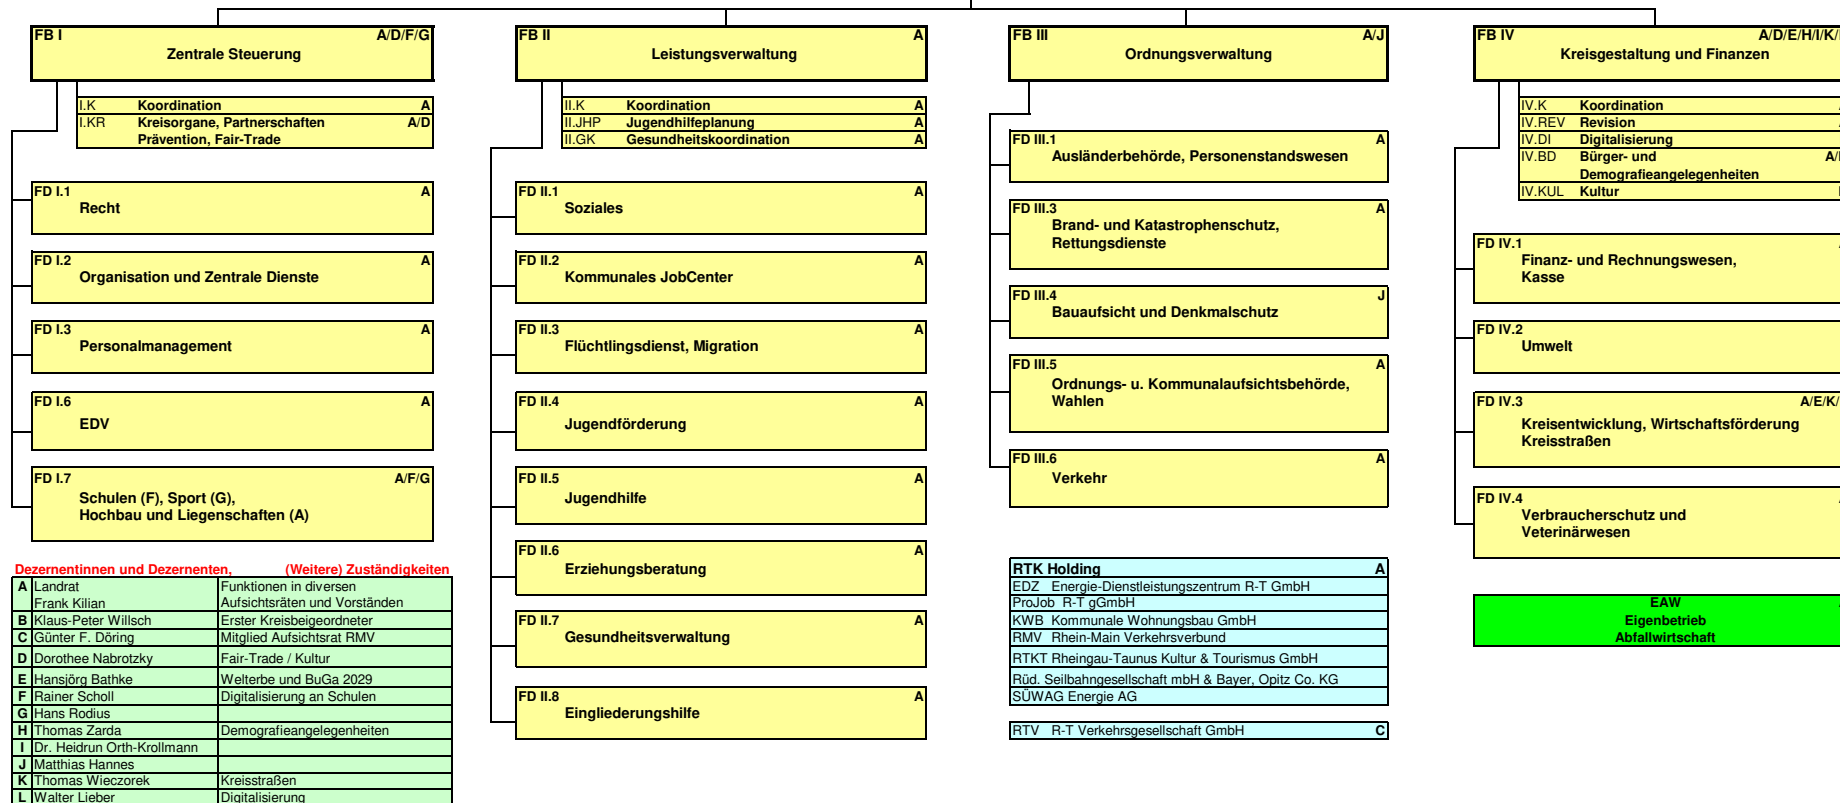 FB I A/D/F/G
Zentrale Steuerung
I.K Koordination A
I.KR Kreisorgane, Partnerschaften A/D
Prävention, Fair-Trade
FD I.1 A
Recht
FD I.2 A
Organisation und Zentrale Dienste
FD I.3 A
Personalmanagement
FD I.6 A
EDV
FD I.7 A/F/G
Schulen (F), Sport (G),
Hochbau und Liegenschaften (A)
Dezernentinnen und Dezernenten, (Weitere) Zuständigkeiten
A Landrat Funktionen in diversen
Frank Kilian Aufsichtsräten und Vorständen
B Klaus-Peter Willsch Erster Kreisbeigeordneter
C Günter F. Döring Mitglied Aufsichtsrat RMV
D Dorothee Nabrotzky Fair-Trade / Kultur
E Hansjörg Bathke Welterbe und BuGa 2029
F Rainer Scholl Digitalisierung an Schulen
G Hans Rodius
H Thomas Zarda Demografieangelegenheiten
I Dr. Heidrun Orth-Krollmann
J Matthias Hannes
K Thomas Wieczorek Kreisstraßen
L Walter Lieber Digitalisierung
FB II A
Leistungsverwaltung
II.K Koordination A
II.JHP Jugendhilfeplanung A
II.GK Gesundheitskoordination A
FD II.1 A
Soziales
FD II.2 A
Kommunales JobCenter
FD II.3 A
Flüchtlingsdienst, Migration
FD II.4 A
Jugendförderung
FD II.5 A
Jugendhilfe
FD II.6 A
Erziehungsberatung
FD II.7 A
Gesundheitsverwaltung
FD II.8 A
Eingliederungshilfe
FB III A/J
Ordnungsverwaltung
FD III.1 A
Ausländerbehörde, Personenstandswesen
FD III.3 A
Brand- und Katastrophenschutz,
Rettungsdienste
FD III.4 J
Bauaufsicht und Denkmalschutz
FD III.5 A
Ordnungs- u. Kommunalaufsichtsbehörde,
Wahlen
FD III.6 A
Verkehr
RTK Holding A
EDZ Energie-Dienstleistungszentrum R-T GmbH
ProJob R-T gGmbH
KWB Kommunale Wohnungsbau GmbH
RMV Rhein-Main Verkehrsverbund
RTKT Rheingau-Taunus Kultur & Tourismus GmbH
Rüd. Seilbahngesellschaft mbH & Bayer, Opitz Co. KG
SÜWAG Energie AG
RTV R-T Verkehrsgesellschaft GmbH C
FB IV A/D/E/H/I/K/
Kreisgestaltung und Finanzen
IV.K Koordination
IV.REV Revision
IV.DI Digitalisierung
IV.BD Bürger- und A/
Demografieangelegenheiten
IV.KUL Kultur
FD IV.1
Finanz- und Rechnungswesen,
Kasse
FD IV.2
Umwelt
FD IV.3 A/E/K/
Kreisentwicklung, Wirtschaftsförderung
Kreisstraßen
FD IV.4
Verbraucherschutz und
Veterinärwesen
EAW
Eigenbetrieb
Abfallwirtschaft